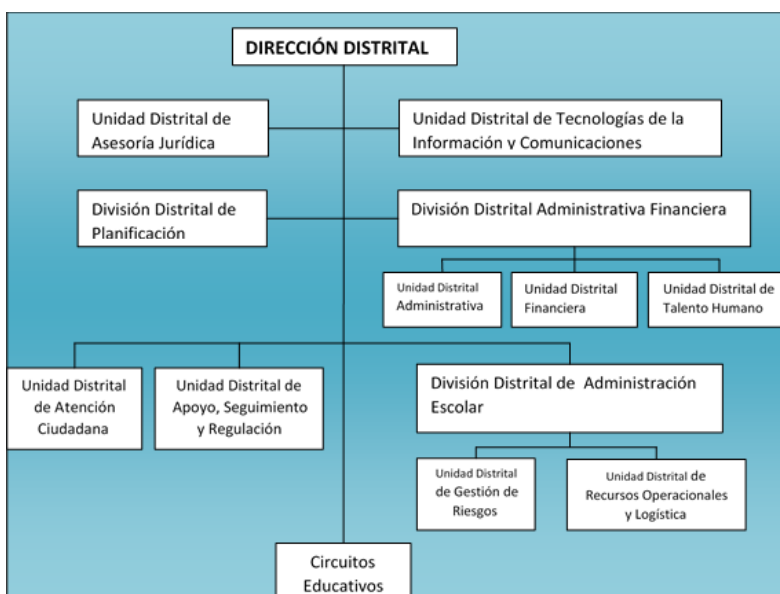 DIRECCIÓN DISTRITAL
Unidad Distrital de
Asesoría Jurídica
Unidad Distrital de Tecnologías de la
Información y Comunicaciones
División Distrital de
Planificación
División Distrital Administrativa Financiera
Unidad Distrital
Administrativa
Unidad Distrital
Financiera
Unidad Distrital de
Talento Humano
Unidad Distrital
de Atención
Ciudadana
Unidad Distrital de
Apoyo, Seguimiento
y Regulación
División Distrital de Administración
Escolar
Unidad Distrital
de Gestión de
Riesgos
Unidad Distrital de
Recursos Operacionales
y Logística
Circuitos
Educativos